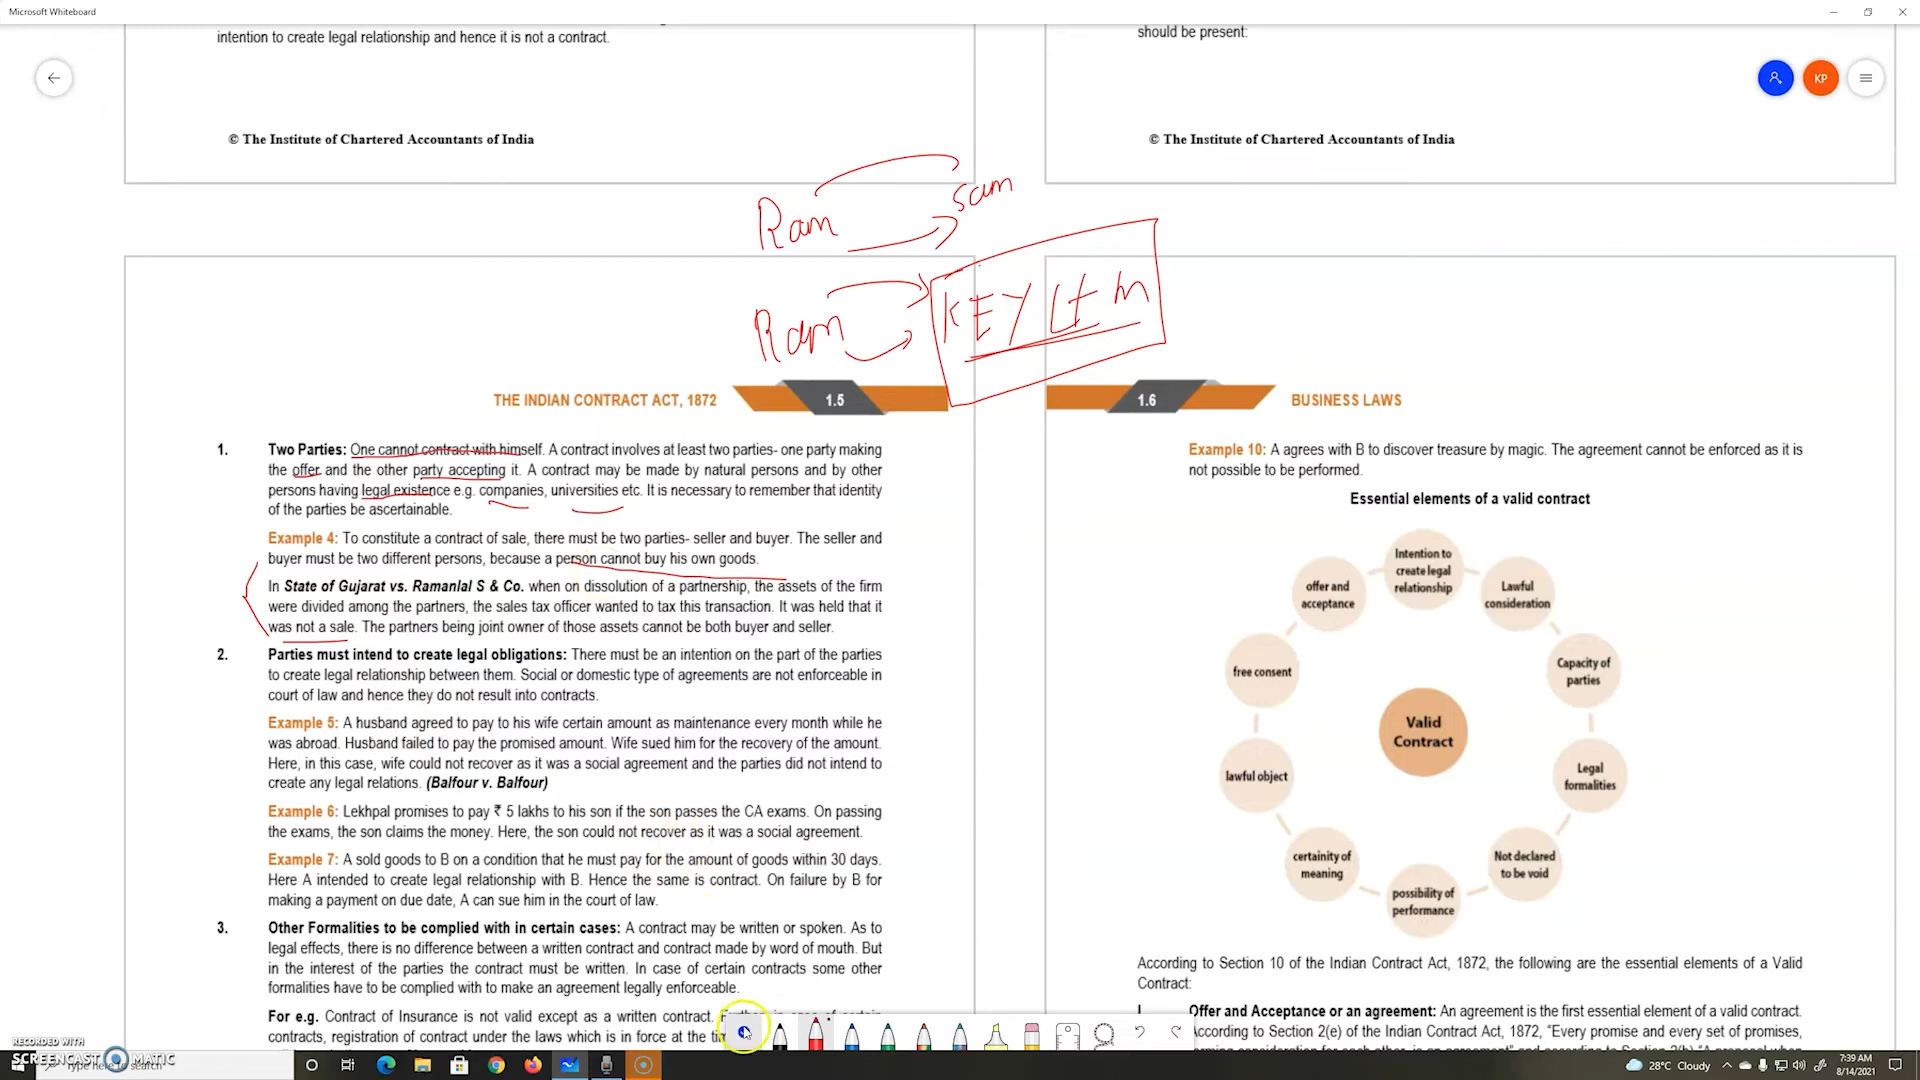 Microsoft Whiteboard
intention to create legal relationship and hence it is not a contract.
should be present:
KP
© The Institute of Chartered Accountants of India
© The Institute of Chartered Accountants of India
Ram
sam
Ram
KEY
THE INDIAN CONTRACT ACT, 1872
1.5
1. Two Parties: One cannot contract with himself. A contract involves at least two parties- one party making
the offer and the other party accepting it. A contract may be made by natural persons and by other
persons having legal existence e.g. companies, universities etc. It is necessary to remember that identity
of the parties be ascertainable.
Example 4: To constitute a contract of sale, there must be two parties- seller and buyer. The seller and
buyer must be two different persons, because a person cannot buy his own goods.
In State of Gujarat vs. Ramanlal S & Co. when on dissolution of a partnership, the assets of the firm
were divided among the partners, the sales tax officer wanted to tax this transaction. It was held that it
was not a sale. The partners being joint owner of those assets cannot be both buyer and seller.
2. Parties must intend to create legal obligations: There must be an intention on the part of the parties
to create legal relationship between them. Social or domestic type of agreements are not enforceable in
court of law and hence they do not result into contracts.
Example 5: A husband agreed to pay to his wife certain amount as maintenance every month while he
was abroad. Husband failed to pay the promised amount. Wife sued him for the recovery of the amount.
Here, in this case, wife could not recover as it was a social agreement and the parties did not intend to
create any legal relations. (Balfour v. Balfour)
Example 6: Lekhpal promises to pay ₹ 5 lakhs to his son if the son passes the CA exams. On passing
the exams, the son claims the money. Here, the son could not recover as it was a social agreement.
Example 7: A sold goods to B on a condition that he must pay for the amount of goods within 30 days.
Here A intended to create legal relationship with B. Hence the same is contract. On failure by B for
making a payment on due date, A can sue him in the court of law.
3. Other Formalities to be complied with in certain cases: A contract may be written or spoken. As to
legal effects, there is no difference between a written contract and contract made by word of mouth. But
in the interest of the parties the contract must be written. In case of certain contracts some other
formalities have to be complied with to make an agreement legally enforceable.
For e.g. Contract of Insurance is not valid except as a written contract.
contracts, registration of contract under the laws which is in force at the
1.6
BUSINESS LAWS
Example 10: A agrees with B to discover treasure by magic. The agreement cannot be enforced as it is
not possible to be performed.
Essential elements of a valid contract
Intention to
create legal
relationship
offer and
acceptance
Lawful
consideration
free consent
Capacity of
parties
Valid
Contract
lawful object
Legal
formalities
certainity of
meaning
Not declared
to be void
possibility of
performance
According to Section 10 of the Indian Contract Act, 1872, the following are the essential elements of a Valid
Contract:
Offer and Acceptance or an agreement: An agreement is the first essential element of a valid contract.
According to Section 2(e) of the Indian Contract Act, 1872, “Every promise and every set of promises,
RECORDED WITH
SCREENCAST MATIC
Type here to search
28°C Cloudy
7:39 AM
8/14/2021